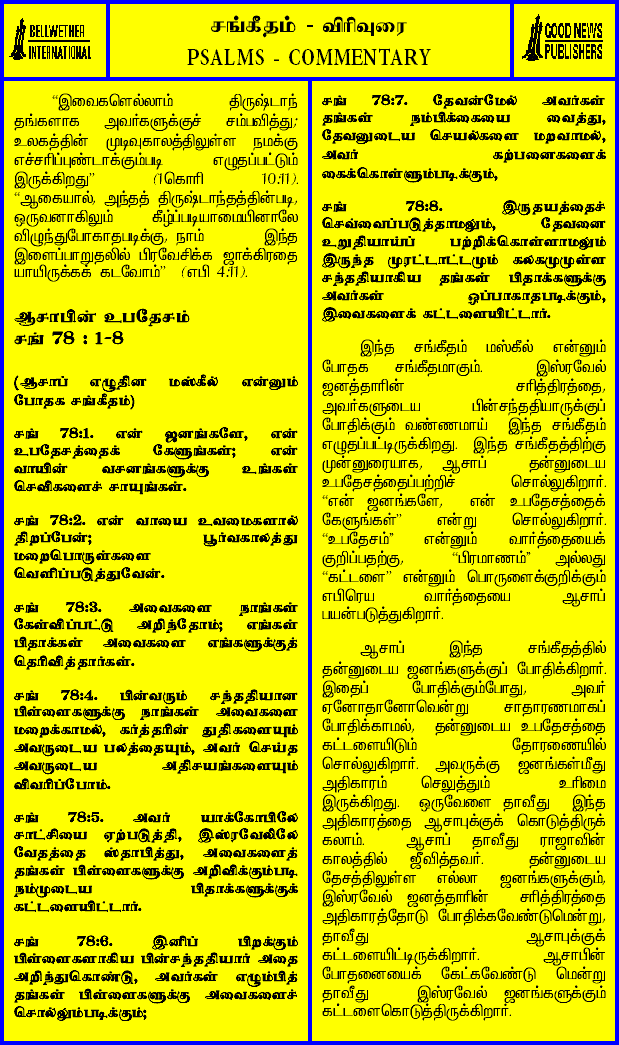 BELLWETHER
INTERNATIONAL
சங்கீதம் - விரிவுரை
PSALMS - COMMENTARY
GOOD NEWS
PUBLISHERS
“இவைகளெல்லாம் திருஷ்டாந்
தங்களாக அவர்களுக்குச் சம்பவித்தது;
உலகத்தின் முடிவுகாலத்திலுள்ள நமக்கு
எச்சரிப்புண்டாக்கும்படி எழுதப்பட்டும்
இருக்கிறது” (1கொரி 10:11).
“ஆகையால், அந்தத் திருஷ்டாந்தத்தின்படி,
ஒருவனாகிலும் கீழ்ப்படியாமையினாலே
விழுந்துபோகாதபடிக்கு, நாம் இந்த
இளைப்பாறுதலில் பிரவேசிக்க ஜாக்கிரதை
யாயிருக்கக் கடவோம்” (எபி 4:11).
ஆசாபின் உபதேசம்
சங் 78 : 1-8
(ஆசாப் எழுதின மஸ்கீல் என்னும்
போதக சங்கீதம்)
சங் 78:1. என் ஜனங்களே, என்
உபதேசத்தைக் கேளுங்கள்; என்
வாயின் வசனங்களுக்கு உங்கள்
செவிகளைச் சாயுங்கள்.
சங் 78:2. என் வாயை உவமைகளால்
திறப்பேன்; பூர்வகாலத்து
மறைபொருள்களை
வெளிப்படுத்துவேன்.
சங் 78:3. அவைகளை நாங்கள்
கேள்விப்பட்டு அறிந்தோம்; எங்கள்
பிதாக்கள் அவைகளை எங்களுக்குத்
தெரிவித்தார்கள்.
சங் 78:4. பின்வரும் சந்ததியான
பிள்ளைகளுக்கு நாங்கள் அவைகளை
மறைக்காமல், கர்த்தரின் துதிகளையும்
அவருடைய பலத்தையும், அவர் செய்த
அவருடைய அதிசயங்களையும்
விவரிப்போம்.
சங் 78:5. அவர் யாக்கோபிலே
சாட்சியை ஏற்படுத்தி, இஸ்ரவேலிலே
வேதத்தை ஸ்தாபித்து, அவைகளைத்
தங்கள் பிள்ளைகளுக்கு அறிவிக்கும்படி
நம்முடைய பிதாக்களுக்குக்
கட்டளையிட்டார்.
சங் 78:6. இனிப் பிறக்கும்
பிள்ளைகளாகிய பின்சந்ததியார் அதை
அறிந்துகொண்டு, அவர்கள் எழும்பித்
தங்கள் பிள்ளைகளுக்கு அவைகளைச்
சொல்லும்படிக்கும்;
சங் 78:7. தேவன்மேல் அவர்கள்
தங்கள் நம்பிக்கையை வைத்து,
தேவனுடைய செயல்களை மறவாமல்,
அவர் கற்பனைகளைக்
கைக்கொள்ளும்படிக்கும்,
சங் 78:8. இருதயத்தைச்
செவ்வைப்படுத்தாமலும், தேவனை
உறுதியாய்ப் பற்றிக்கொள்ளாமலும்
இருந்த முரட்டாட்டமும் கலகமுமுள்ள
சந்ததியாகிய தங்கள் பிதாக்களுக்கு
அவர்கள் ஒப்பாகாதபடிக்கும்,
இவைகளைக் கட்டளையிட்டார்.
இந்த சங்கீதம் மஸ்கீல் என்னும்
போதக சங்கீதமாகும். இஸ்ரவேல்
ஜனத்தாரின் சரித்திரத்தை,
அவர்களுடைய பின்சந்ததியாருக்குப்
போதிக்கும் வண்ணமாய் இந்த சங்கீதம்
எழுதப்பட்டிருக்கிறது. இந்த சங்கீதத்திற்கு
முன்னுரையாக, ஆசாப் தன்னுடைய
உபதேசத்தைப்பற்றிச் சொல்லுகிறார்.
“என் ஜனங்களே, என் உபதேசத்தைக்
கேளுங்கள்” என்று சொல்லுகிறார்.
“உபதேசம்” என்னும் வார்த்தையைக்
குறிப்பதற்கு, “பிரமாணம்” அல்லது
“கட்டளை” என்னும் பொருளைக்குறிக்கும்
எபிரெய வார்த்தையை ஆசாப்
பயன்படுத்துகிறார்.
ஆசாப் இந்த சங்கீதத்தில்
தன்னுடைய ஜனங்களுக்குப் போதிக்கிறார்.
இதைப் போதிக்கும்போது, அவர்
ஏனோதானோவென்று சாதாரணமாகப்
போதிக்காமல், தன்னுடைய உபதேசத்தை
கட்டளையிடும் தோரணையில்
சொல்லுகிறார். அவருக்கு ஜனங்கள்மீது
அதிகாரம் செலுத்தும் உரிமை
இருக்கிறது. ஒருவேளை தாவீது இந்த
அதிகாரத்தை ஆசாபுக்குக் கொடுத்திருக்
கலாம். ஆசாப் தாவீது ராஜாவின்
காலத்தில் ஜீவித்தவர். தன்னுடைய
தேசத்திலுள்ள எல்லா ஜனங்களுக்கும்,
இஸ்ரவேல் ஜனத்தாரின் சரித்திரத்தை
அதிகாரத்தோடு போதிக்கவேண்டுமென்று,
தாவீது ஆசாபுக்குக்
கட்டளையிட்டிருக்கிறார். ஆசாபின்
போதனையைக் கேட்கவேண்டு மென்று
தாவீது இஸ்ரவேல் ஜனங்களுக்கும்
கட்டளைகொடுத்திருக்கிறார்.